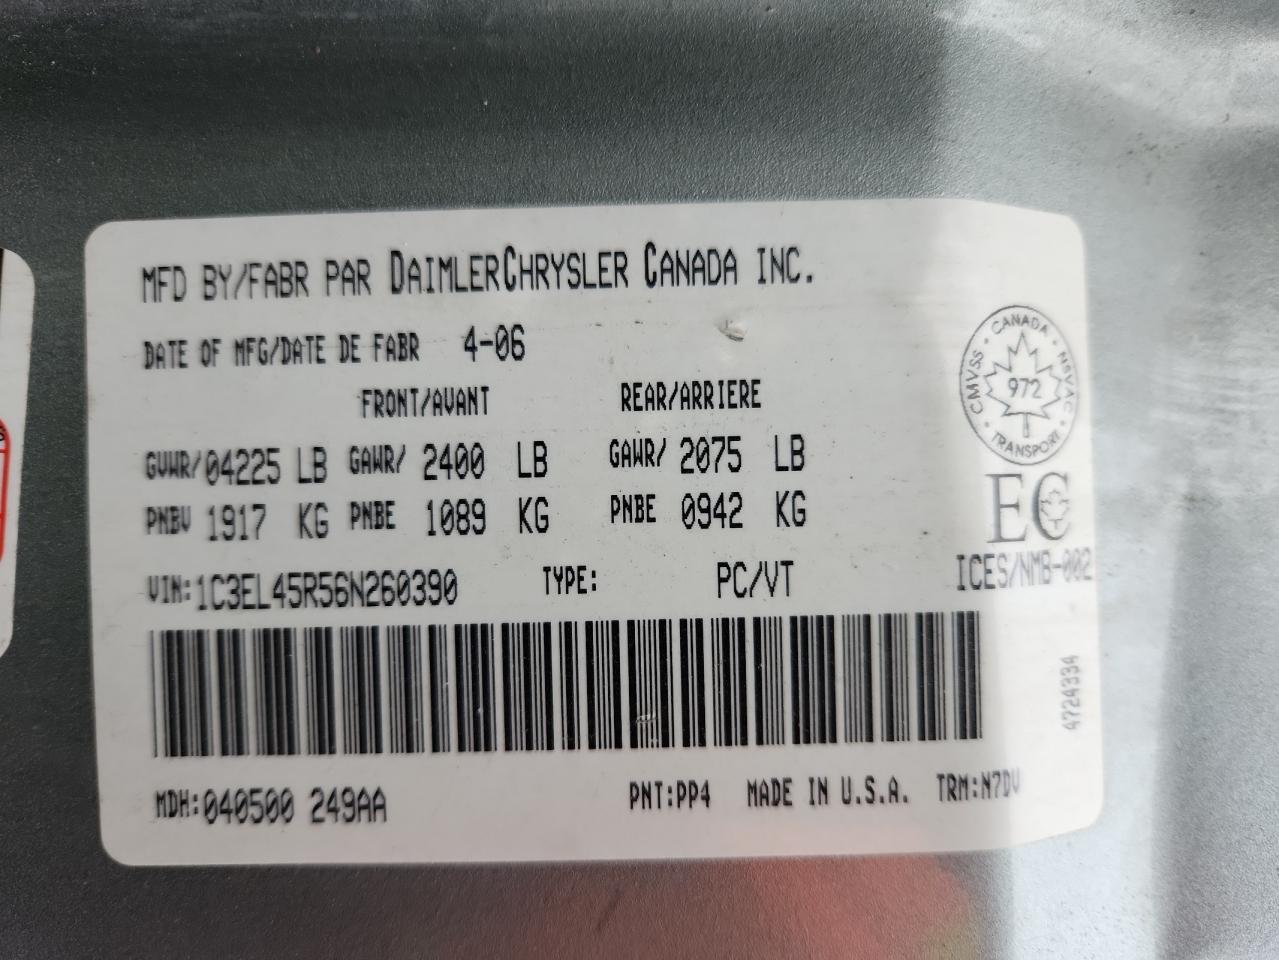 MFD BY/FABR PAR DAIMLERCHRYSLER CANADA INC.
DATE OF MFG/DATE DE FABR 4-06
FRONT/AVANT REAR/ARRIERE
GVWR/04225 LB GAWR/ 2400 LB GAWR/ 2075 LB
PNBV 1917 KG PNBE 1089 KG PNBE 0942 KG
VIN:1C3EL45R56N260390 TYPE: PC/VT
MDH:040500 249AA PNT:PP4 MADE IN U.S.A. TRM:N7DV
CANADA
CMVSS 972 NSVAC
TRANSPORT
EC
ICES/NMB-002
4724334